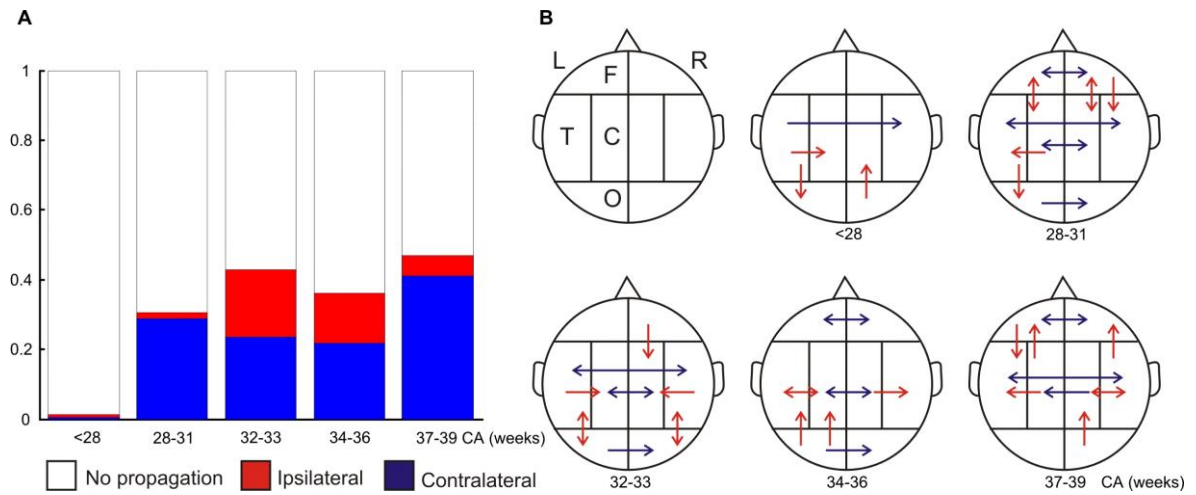 A
1
0.8
0.6
0.4
0.2
0
<28 28-31 32-33 34-36 37-39 CA (weeks)
No propagation Ipsilateral Contralateral
B
L F R
T C
O
<28 28-31
32-33 34-36 37-39 CA (weeks)